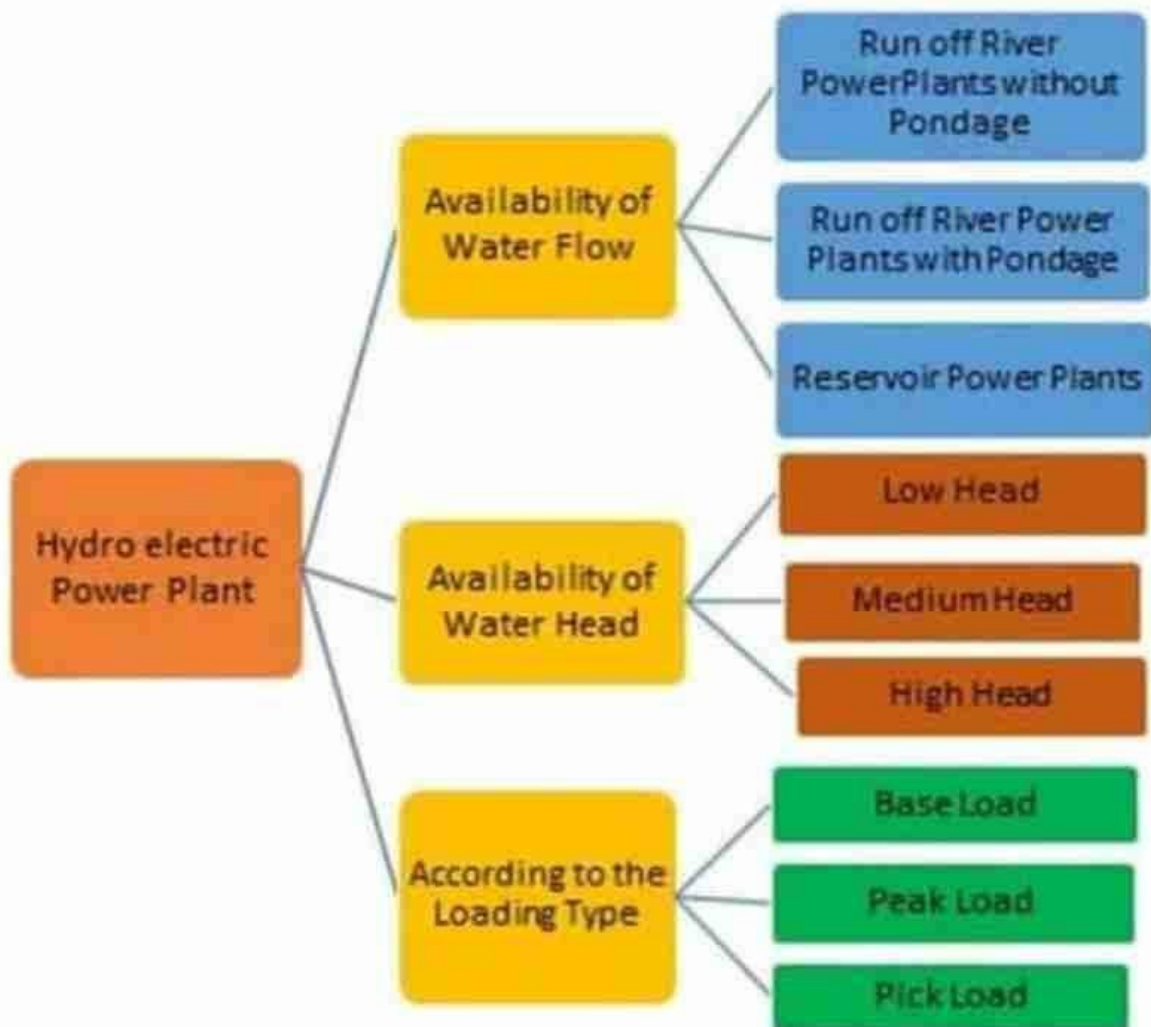 Run off River
PowerPlants without
Pondage
Availability of
Water Flow
Run off River Power
Plants with Pondage
Reservoir Power Plants
Hydro electric
Power Plant
Availability of
Water Head
Low Head
Medium Head
High Head
According to the
Loading Type
Base Load
Peak Load
Pick Load